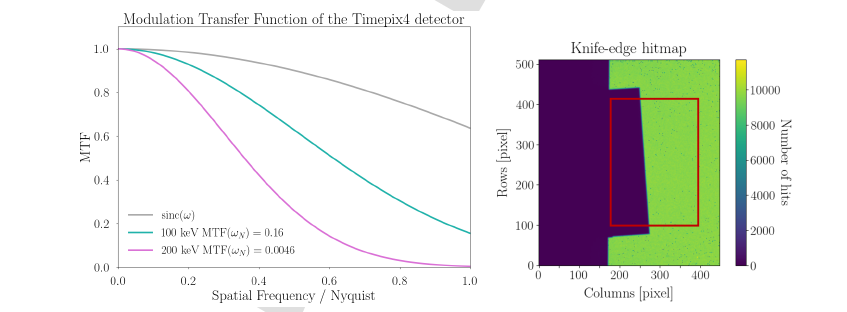 Modulation Transfer Function of the Timepix4 detector
1.0
0.8
0.6
0.4
0.2
0.0
MTF
sinc(ω)
100 keV MTF(ω_N) = 0.16
200 keV MTF(ω_N) = 0.0046
0.0 0.2 0.4 0.6 0.8 1.0
Spatial Frequency / Nyquist
Knife-edge hitmap
500
400
300
200
100
0
Rows [pixel]
0 100 200 300 400
Columns [pixel]
10000
8000
6000
4000
2000
0
Number of hits